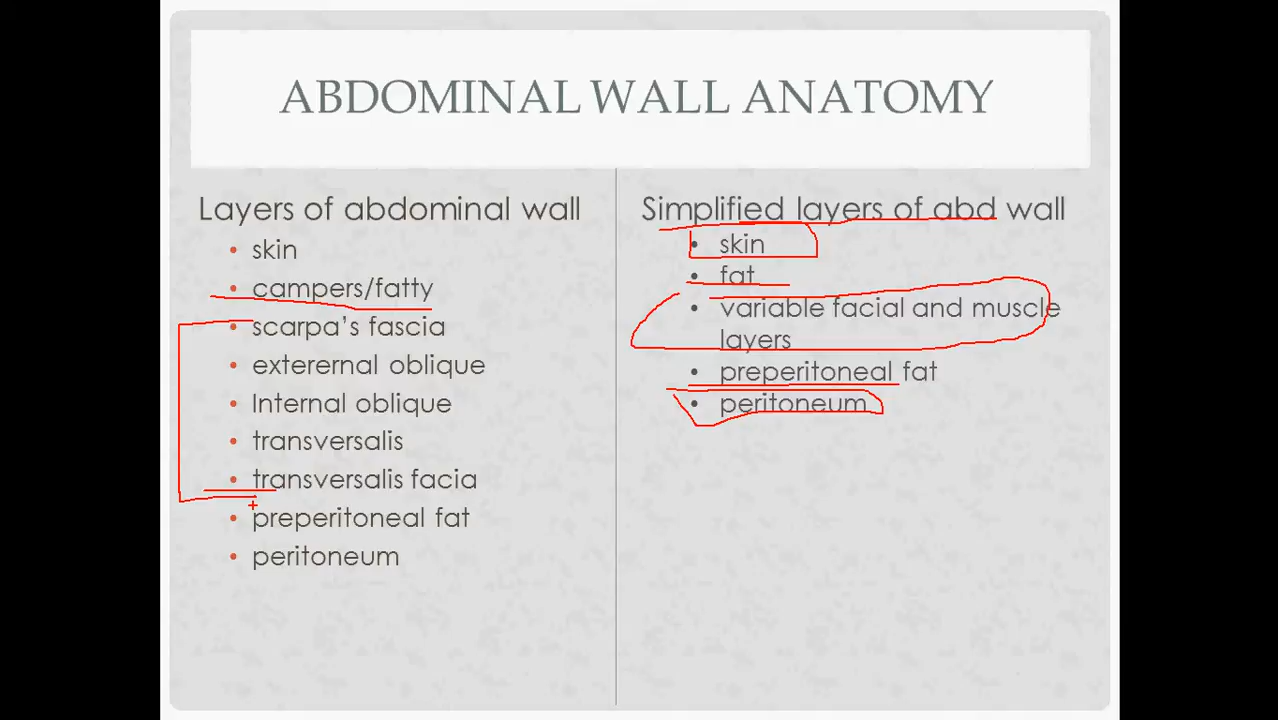 ABDOMINAL WALL ANATOMY
Layers of abdominal wall
• skin
• campers/fatty
• scarpa's fascia
• exterernal oblique
• Internal oblique
• transversalis
• transversalis facia
• preperitoneal fat
• peritoneum
Simplified layers of abd wall
• skin
• fat
• variable facial and muscle
layers
• preperitoneal fat
• peritoneum